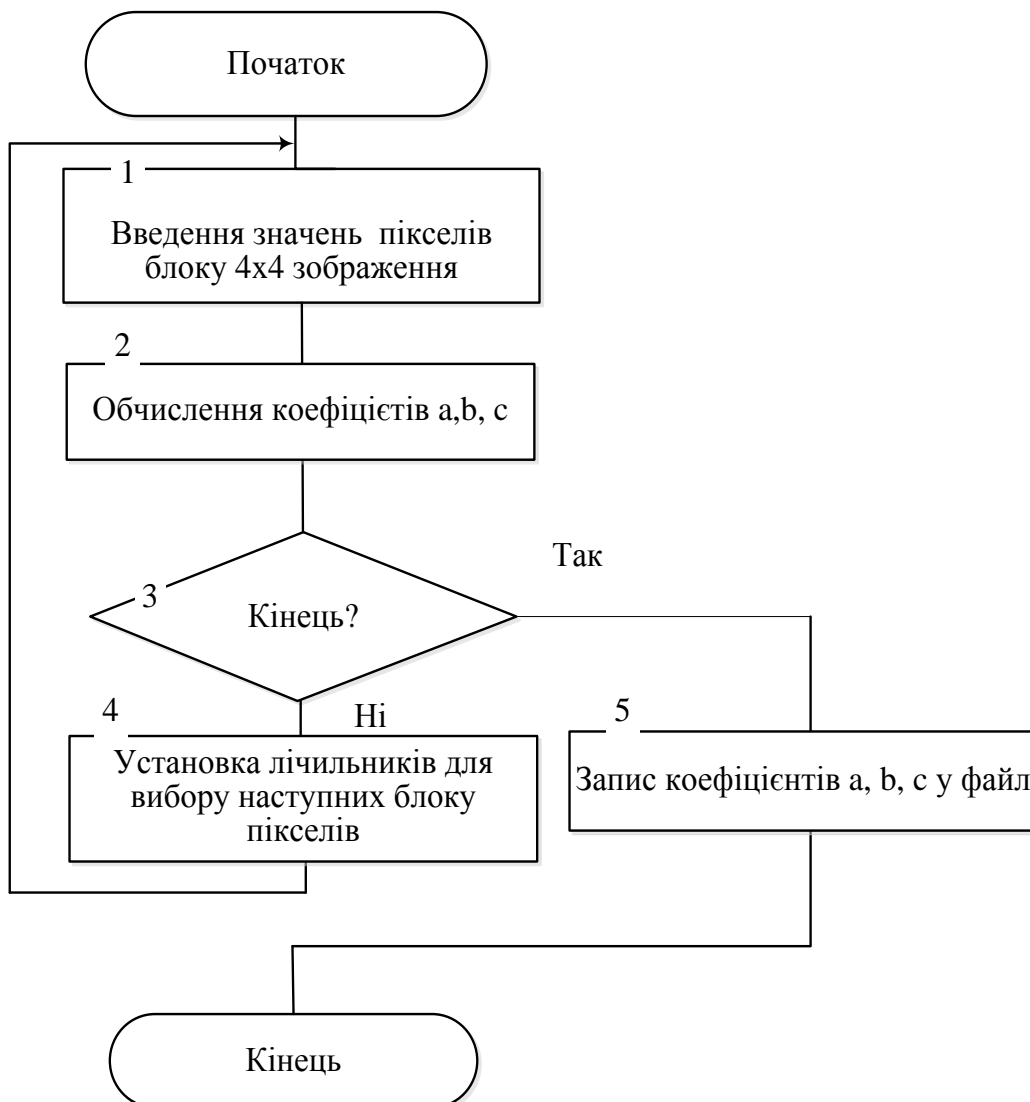 Початок
1
Введення значень пікселів
блоку 4x4 зображення
2
Обчислення коефіцієтів a,b, c
3
Кінець?
Так
4
Ні
Установка лічильників для
вибору наступних блоку
пікселів
5
Запис коефіцієнтів a, b, c у файл
Кінець